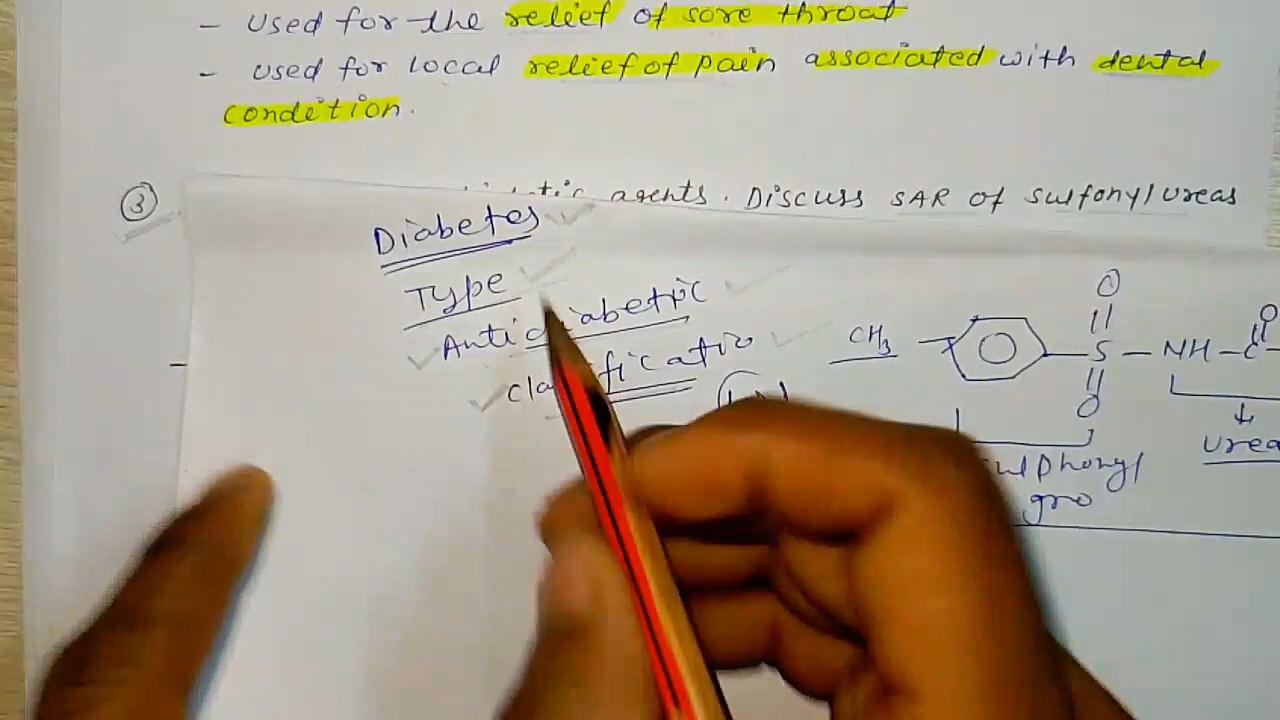 - used for the relief of sore throat
- used for local relief of pain associated with dental
condition.
③ agents. Discuss SAR of sulfonylureas
Diabetes
Type
Antidiabetic
CH3 S NH C
O
O
O
urea